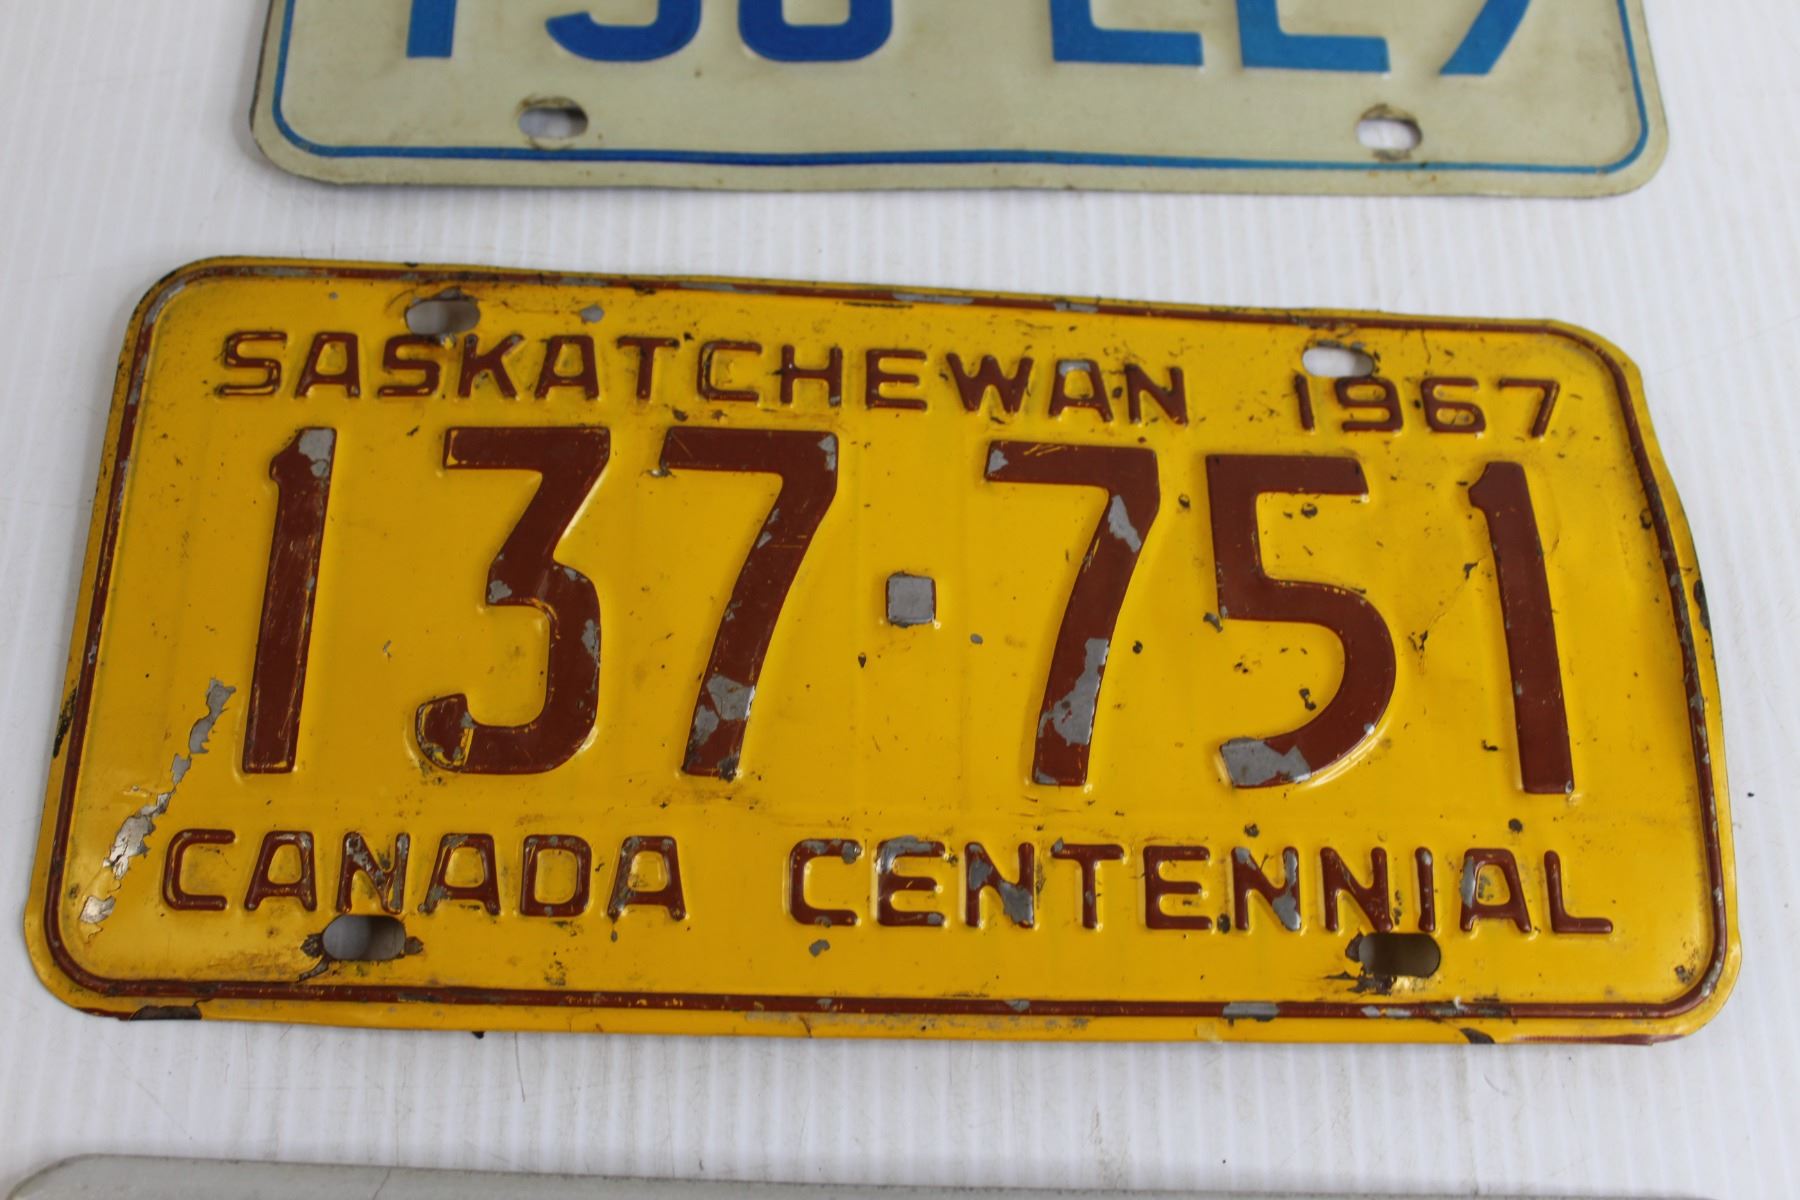 SASKATCHEWAN 1967
137·751
CANADA CENTENNIAL